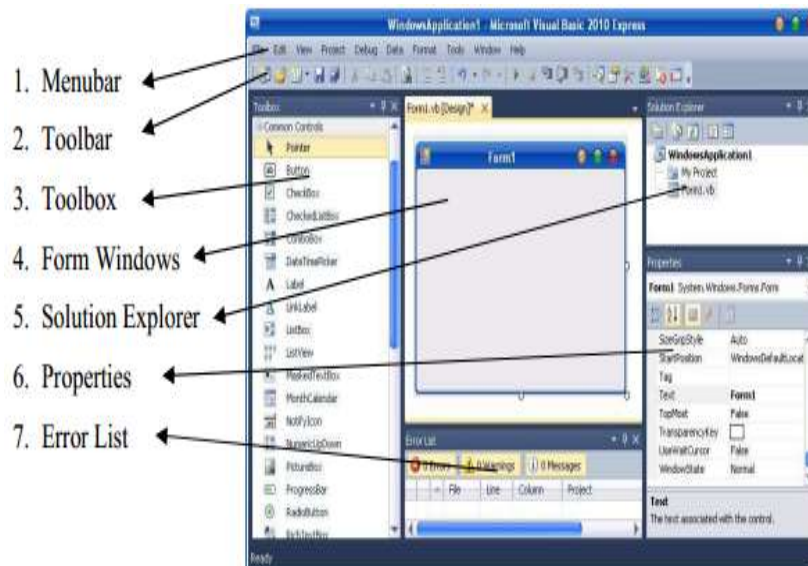 WindowsApplication1 - Microsoft Visual Basic 2010 Express
File Edit View Project Debug Data Format Tools Window Help
1. Menubar
2. Toolbar
3. Toolbox
4. Form Windows
5. Solution Explorer
6. Properties
7. Error List
Toolbox
Common Controls
Pointer
Button
CheckBox
CheckedListBox
ComboBox
DateTimePicker
Label
LinkLabel
ListBox
ListView
MaskedTextBox
MonthCalendar
NotifyIcon
NumericUpDown
PictureBox
ProgressBar
RadioButton
RichTextBox
Form1.vb [Design]*
Form1
Error List
0 Errors 0 Warnings 0 Messages
File Line Column Project
Solution Explorer
WindowsApplication1
My Project
Form1.vb
Properties
Form1 System.Windows.Forms.Form
SizeGripStyle Auto
StartPosition WindowsDefaultLocat
Tag
Text Form1
TopMost False
TransparencyKey
UseWaitCursor False
WindowState Normal
Text
The text associated with the control.
Ready